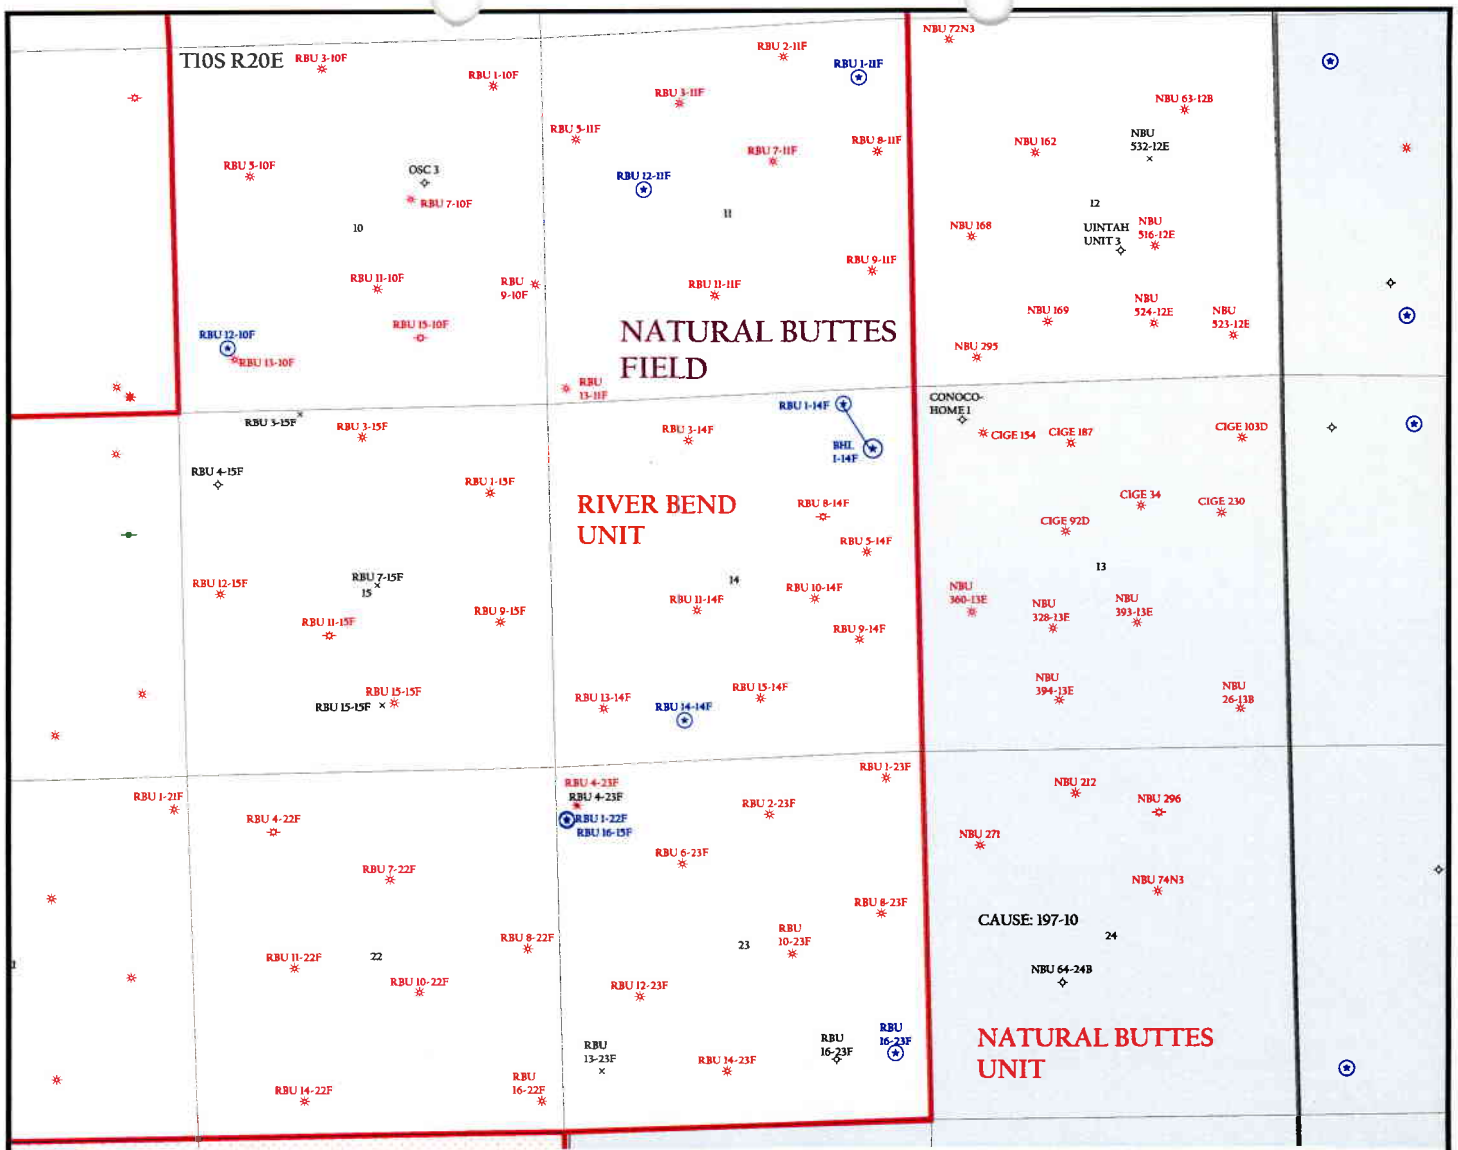 NBU 72N3
T10S R20E
RBU 3-10F
RBU 1-10F
RBU 2-11F
RBU 1-11F
RBU 3-11F
NBU 63-12B
RBU 5-11F
RBU 8-11F
NBU 162
NBU
532-12E
RBU 7-11F
RBU 5-10F
OSC 3
RBU 12-11F
RBU 7-10F
10
11
12
NBU 168
UINTAH
UNIT 3
NBU
516-12E
RBU 11-10F
RBU
9-10F
RBU 11-11F
RBU 9-11F
NBU 169
NBU
524-12E
NBU
523-12E
RBU 12-10F
RBU 15-10F
RBU 13-10F
NATURAL BUTTES
FIELD
NBU 295
RBU
13-11F
RBU 1-14F
CONOCO-
HOME 1
RBU 3-15F
RBU 3-15F
RBU 3-14F
BHL
1-14F
CIGE 154
CIGE 187
CIGE 103D
RBU 4-15F
RBU 1-15F
RIVER BEND
UNIT
RBU 8-14F
CIGE 34
CIGE 230
CIGE 92D
RBU 5-14F
RBU 12-15F
RBU 7-15F
15
14
13
RBU 11-14F
RBU 10-14F
NBU
360-13E
NBU
328-13E
NBU
393-13E
RBU 11-15F
RBU 9-15F
RBU 9-14F
RBU 15-15F
RBU 15-15F
RBU 13-14F
RBU 14-14F
RBU 15-14F
NBU
394-13E
NBU
26-13B
RBU 1-21F
RBU 4-22F
RBU 4-23F
RBU 4-23F
RBU 1-22F
RBU 16-15F
RBU 2-23F
RBU 1-23F
NBU 212
NBU 296
NBU 271
RBU 7-22F
RBU 6-23F
NBU 74N3
RBU 8-23F
CAUSE: 197-10
RBU 8-22F
RBU
10-23F
24
RBU 11-22F
22
23
RBU 10-22F
RBU 12-23F
NBU 64-24B
RBU
13-23F
RBU 14-23F
RBU
16-23F
RBU
16-23F
NATURAL BUTTES
UNIT
RBU 14-22F
RBU
16-22F